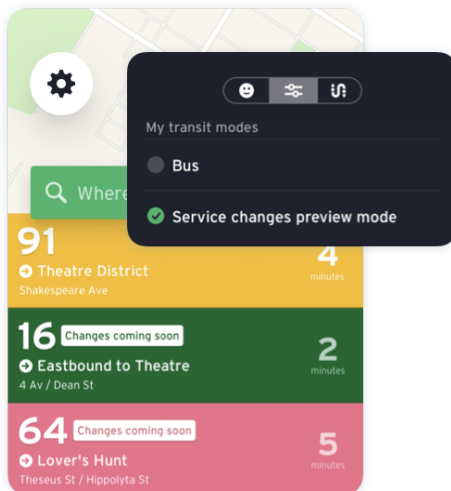 My transit modes
Bus
Service changes preview mode
Where
91
Theatre District
Shakespeare Ave
4
minutes
16 Changes coming soon
Eastbound to Theatre
4 Av / Dean St
2
minutes
64 Changes coming soon
Lover's Hunt
Theseus St / Hippolyta St
5
minutes